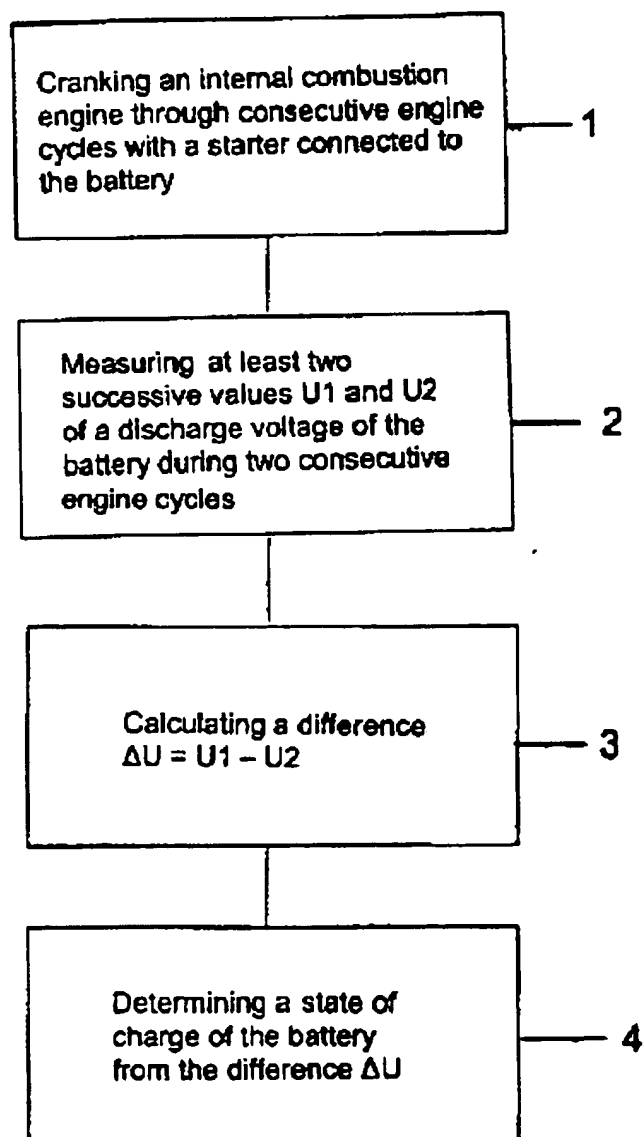 Cranking an internal combustion
engine through consecutive engine
cycles with a starter connected to
the battery
1
Measuring at least two
successive values U1 and U2
of a discharge voltage of the
battery during two consecutive
engine cycles
2
Calculating a difference
ΔU = U1 – U2
3
Determining a state of
charge of the battery
from the difference ΔU
4